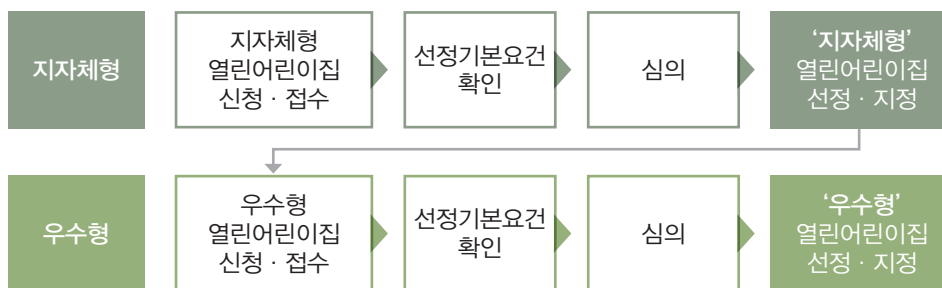 지자체형
지자체형
열린어린이집
신청 · 접수
선정기본요건
확인
심의
‘지자체형’
열린어린이집
선정 · 지정
우수형
우수형
열린어린이집
신청 · 접수
선정기본요건
확인
심의
‘우수형’
열린어린이집
선정 · 지정